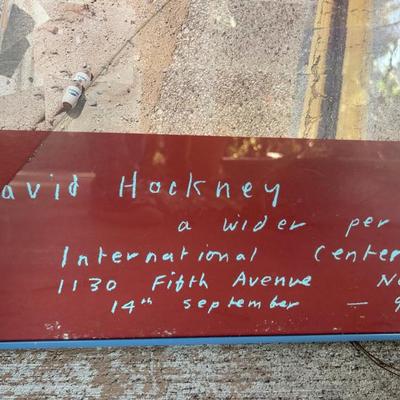 avid Hockney
a wider per
International Center
1130 Fifth Avenue N
14th september — 9